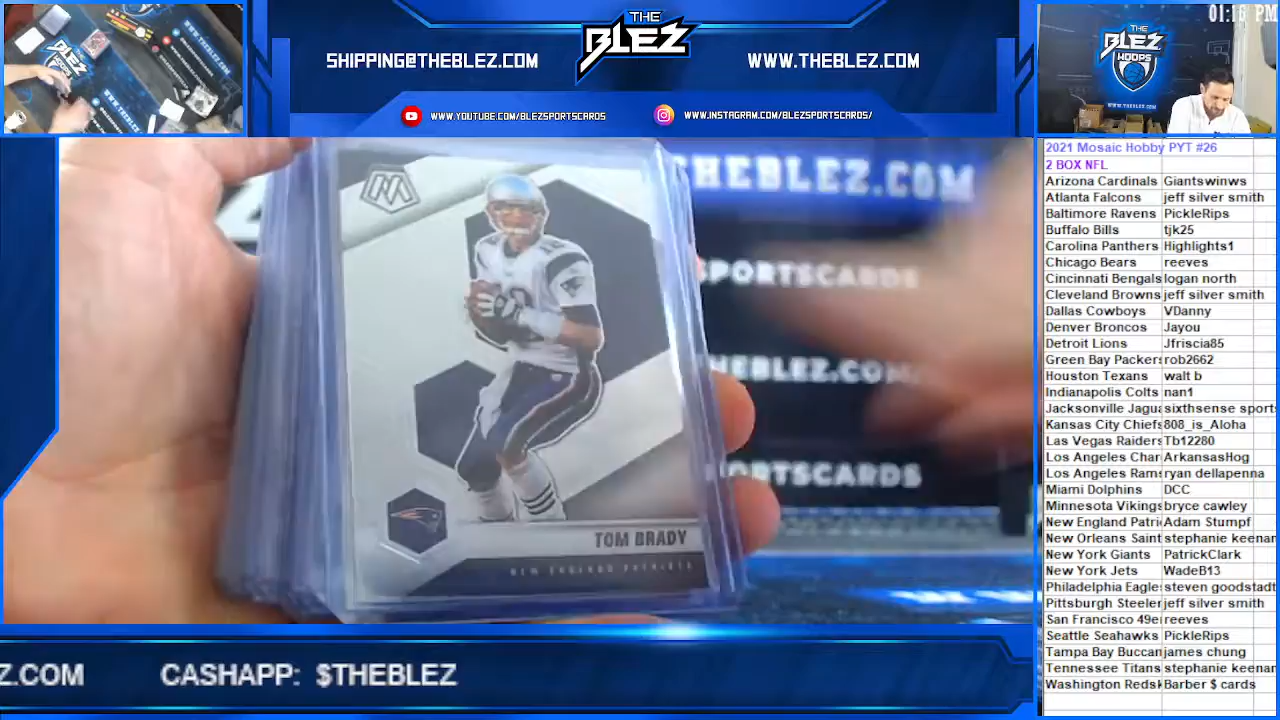 THE
BLEZ
SHIPPING@THEBLEZ.COM
WWW.THEBLEZ.COM
WWW.YOUTUBE.COM/BLEZSPORTSCARDS
WWW.INSTAGRAM.COM/BLEZSPORTSCARDS/
THE
BLEZ
HOOPS
WWW.THEBLEZ.COM
THEBLEZ.COM
SPORTSCARDS
HEBLEZ.COM
PORTSCARDS
M
TOM BRADY
NEW ENGLAND PATRIOTS
2021 Mosaic Hobby PYT #26
2 BOX NFL
Arizona Cardinals Giantswinws
Atlanta Falcons jeff silver smith
Baltimore Ravens PickleRips
Buffalo Bills tjk25
Carolina Panthers Highlights1
Chicago Bears reeves
Cincinnati Bengals logan north
Cleveland Browns jeff silver smith
Dallas Cowboys VDanny
Denver Broncos Jayou
Detroit Lions Jfriscia85
Green Bay Packers rob2662
Houston Texans walt b
Indianapolis Colts nan1
Jacksonville Jagua sixthsense sport
Kansas City Chiefs 808_is_Aloha
Las Vegas Raiders Tb12280
Los Angeles Char ArkansasHog
Los Angeles Rams ryan dellapenna
Miami Dolphins DCC
Minnesota Vikings bryce cawley
New England Patri Adam Stumpf
New Orleans Saint stephanie keenan
New York Giants PatrickClark
New York Jets WadeB13
Philadelphia Eagle steven goodstadt
Pittsburgh Steeler jeff silver smith
San Francisco 49e reeves
Seattle Seahawks PickleRips
Tampa Bay Buccan james chung
Tennessee Titans stephanie keenan
Washington Redsk Barber $ cards
Z.COM CASHAPP: $THEBLEZ